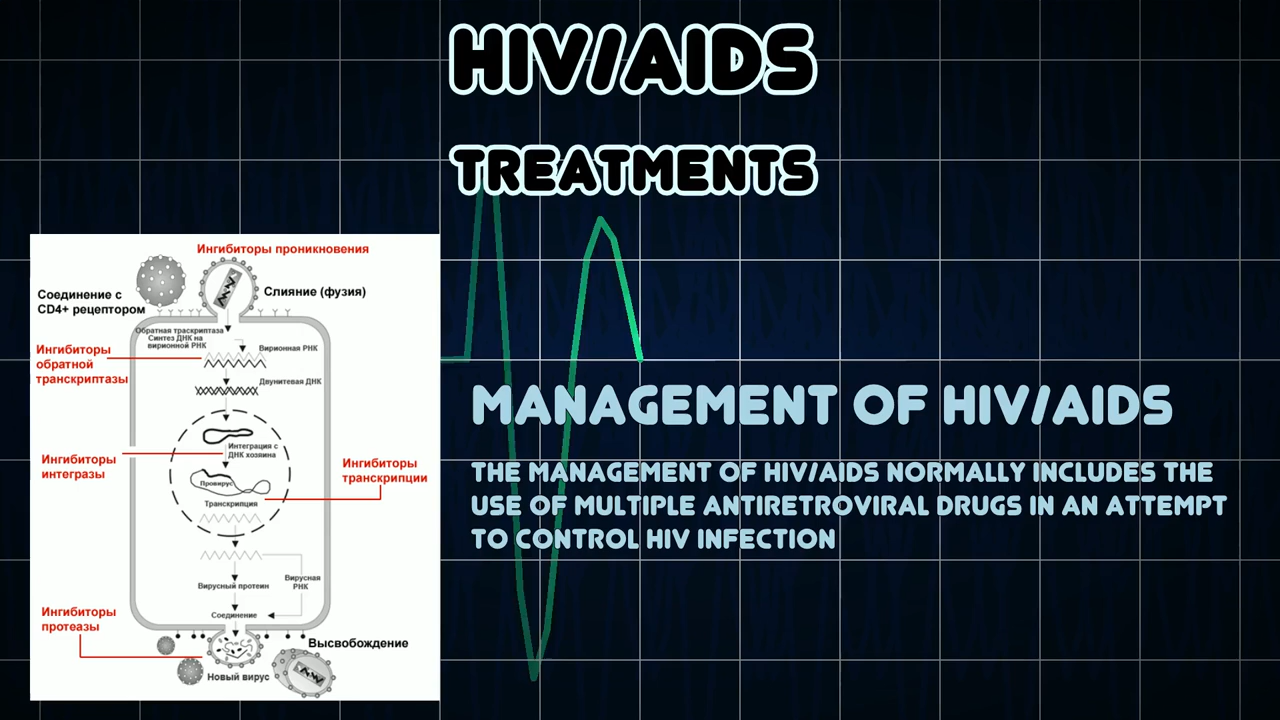 HIV/AIDS
TREATMENTS
Ингибиторы проникновения
Соединение с
CD4+ рецептором
Слияние (фузия)
Обратная траскриптаза
Синтез ДНК на
вирионной РНК
Вирионная РНК
Ингибиторы
обратной
транскриптазы
Двунитевая ДНК
Интеграция с
ДНК хозяина
Ингибиторы
интегразы
Провирус
Ингибиторы
транскрипции
Транскрипция
Вирусный протеин
Вирусная
РНК
Соединение
Ингибиторы
протеазы
Высвобождение
Новый вирус
MANAGEMENT OF HIV/AIDS
THE MANAGEMENT OF HIV/AIDS NORMALLY INCLUDES THE
USE OF MULTIPLE ANTIRETROVIRAL DRUGS IN AN ATTEMPT
TO CONTROL HIV INFECTION